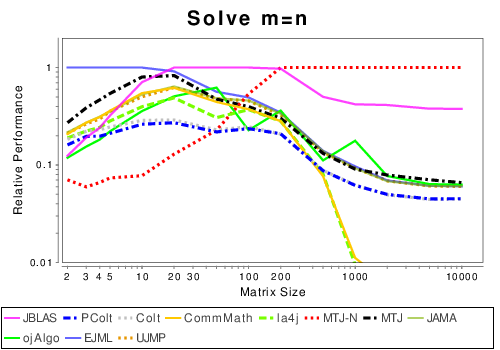 Solve m=n
Relative Performance
1
0.1
0.01
2 3 4 5 10 20 30 100 200 1000 10000
Matrix Size
JBLAS PColt Colt CommMath la4j MTJ-N MTJ JAMA
ojAlgo EJML UJMP